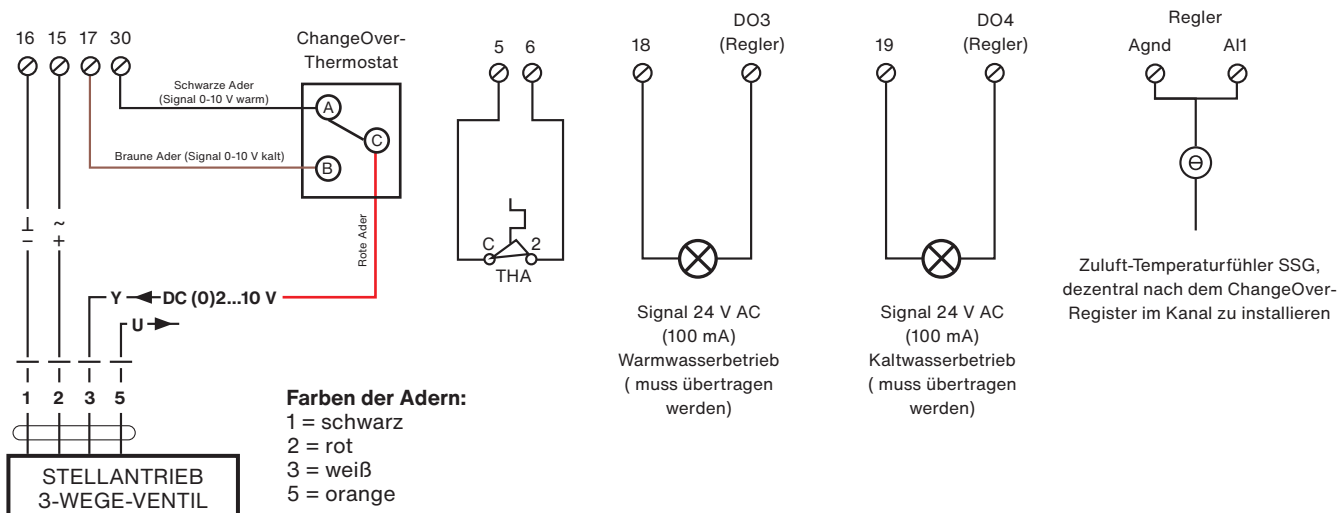 16 15 17 30
ChangeOver-
Thermostat
Schwarze Ader
(Signal 0-10 V warm)
A
C
Braune Ader (Signal 0-10 V kalt)
B
Rote Ader
⊥ ~
– +
Y DC (0)2...10 V
U
1 2 3 5
STELLANTRIEB
3-WEGE-VENTIL
Farben der Adern:
1 = schwarz
2 = rot
3 = weiß
5 = orange
5 6
C 2
THA
18
DO3
(Regler)
Signal 24 V AC
(100 mA)
Warmwasserbetrieb
( muss übertragen
werden)
19
DO4
(Regler)
Signal 24 V AC
(100 mA)
Kaltwasserbetrieb
( muss übertragen
werden)
Regler
Agnd AI1
Θ
Zuluft-Temperaturfühler SSG,
dezentral nach dem ChangeOver-
Register im Kanal zu installieren